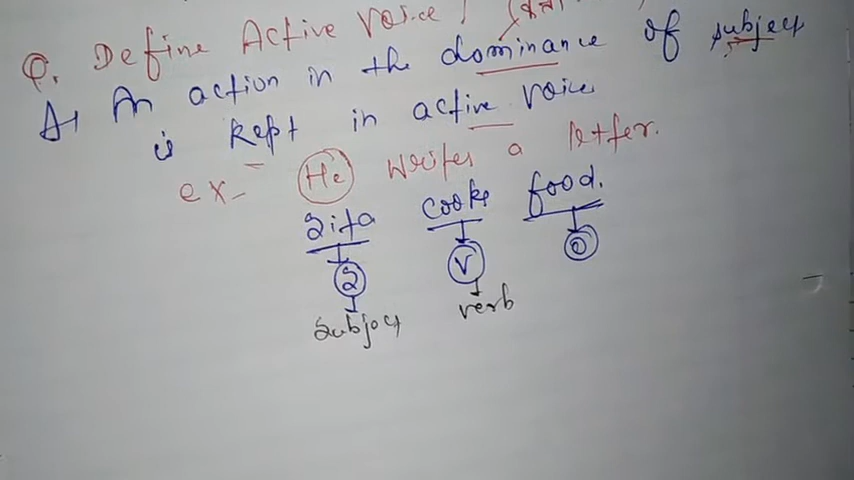 Q. Define Active Voice!
A1 An action in the dominance of subject
is kept in active voice
ex- He writes a letter.
Sita cooks food.
S V O
subject verb